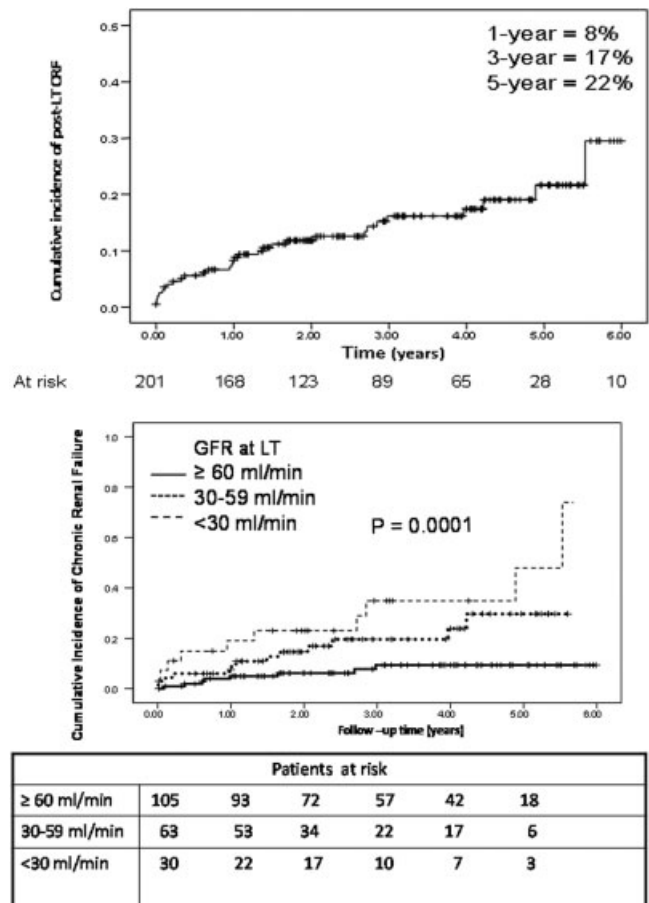 Cumulative incidence of post-LT CRF
0.5
0.4
0.3
0.2
0.1
0.0
1-year = 8%
3-year = 17%
5-year = 22%
0.00 1.00 2.00 3.00 4.00 5.00 6.00
Time (years)
At risk 201 168 123 89 65 28 10
Cumulative Incidence of Chronic Renal Failure
1.0
0.8
0.6
0.4
0.2
0.0
GFR at LT
≥ 60 ml/min
30-59 ml/min
<30 ml/min
P = 0.0001
0.00 1.00 2.00 3.00 4.00 5.00 6.00
Follow-up time [years]
Patients at risk
≥ 60 ml/min 105 93 72 57 42 18
30-59 ml/min 63 53 34 22 17 6
<30 ml/min 30 22 17 10 7 3